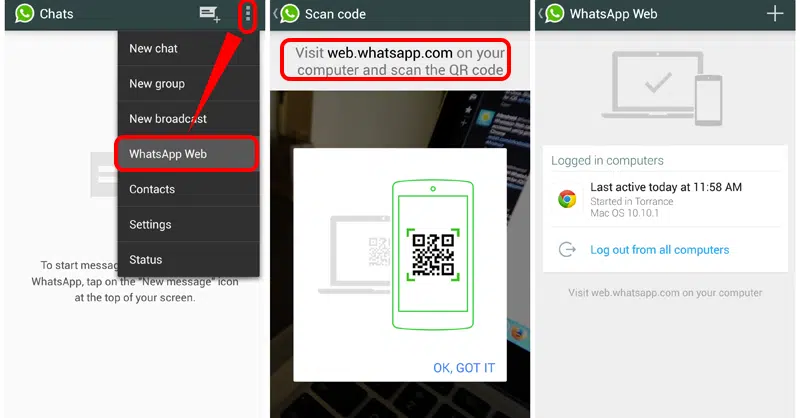 Chats
New chat
New group
New broadcast
WhatsApp Web
Contacts
Settings
Status
To start messa
WhatsApp, tap on the "New message" icon
at the top of your screen.
Scan code
Visit web.whatsapp.com on your
computer and scan the QR code
OK, GOT IT
WhatsApp Web
Logged in computers
Last active today at 11:58 AM
Started in Torrance
Mac OS 10.10.1
Log out from all computers
Visit web.whatsapp.com on your computer